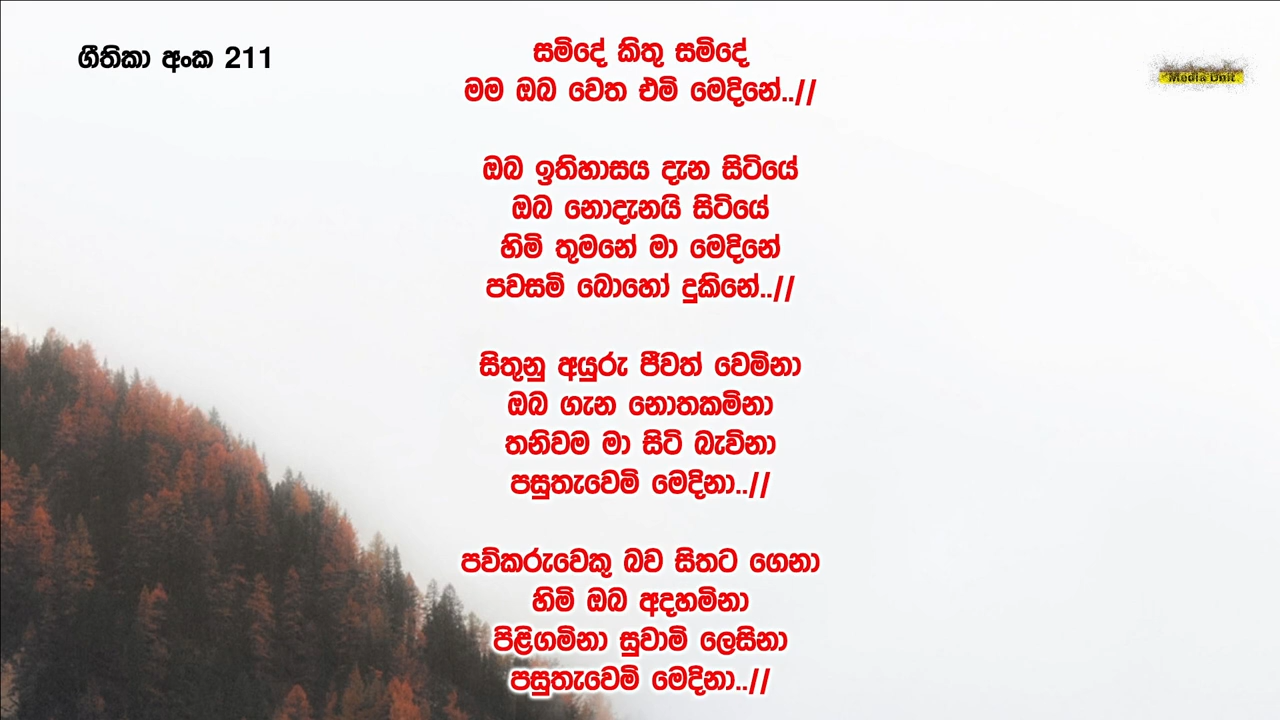 ගීතිකා අංක 211
Media Unit
සමිඳේ කිතු සමිඳේ
මම ඔබ වෙත එමි මෙදිනේ..//
ඔබ ඉතිහාසය දැන සිටියේ
ඔබ නොදැනයි සිටියේ
හිමි තුමනේ මා මෙදිනේ
පවසමි බොහෝ දුකිනේ..//
සිතුනු අයුරු ජීවත් වෙමිනා
ඔබ ගැන නොතකමිනා
තනිවම මා සිටි බැවිනා
පසුතැවෙමි මෙදිනා..//
පව්කරුවෙකු බව සිතට ගෙනා
හිමි ඔබ අදහමිනා
පිළිගමිනා සුවාමි ලෙසිනා
පසුතැවෙමි මෙදිනා..//